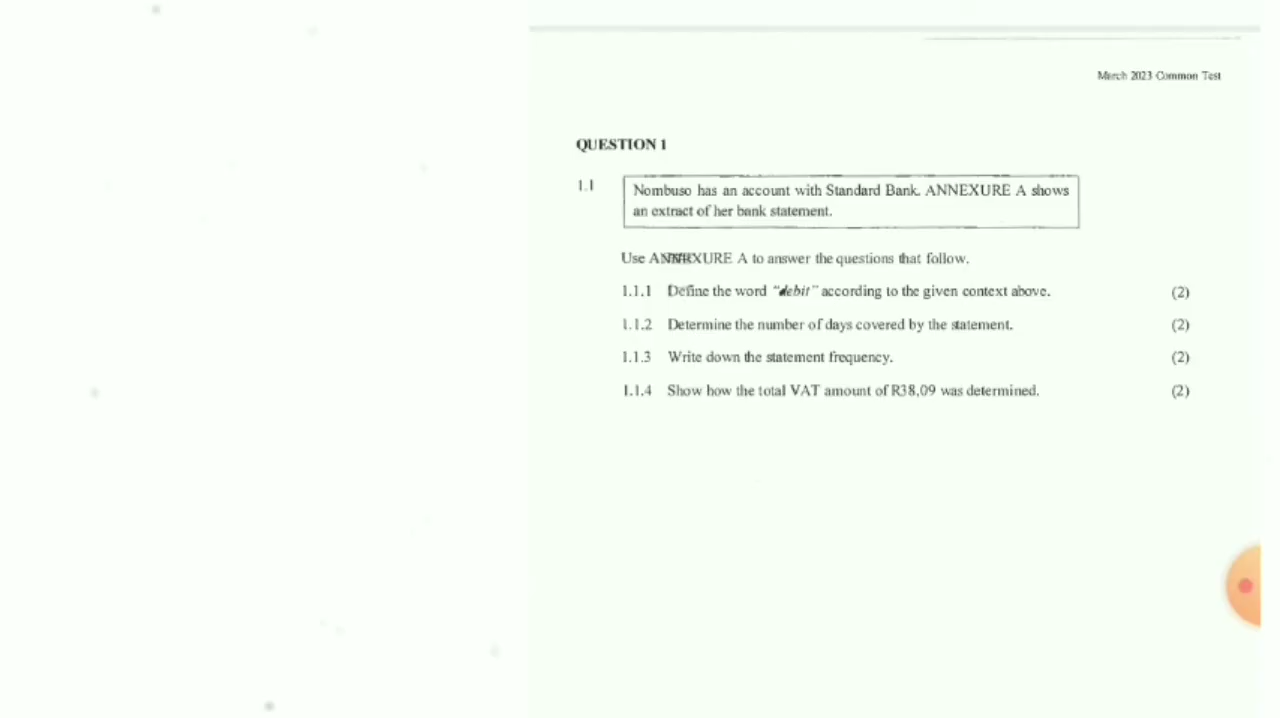 March 2023 Common Test
QUESTION 1
1.1
Nombuso has an account with Standard Bank. ANNEXURE A shows
an extract of her bank statement.
Use ANNEXURE A to answer the questions that follow.
1.1.1 Define the word “debit” according to the given context above. (2)
1.1.2 Determine the number of days covered by the statement. (2)
1.1.3 Write down the statement frequency. (2)
1.1.4 Show how the total VAT amount of R38,09 was determined. (2)